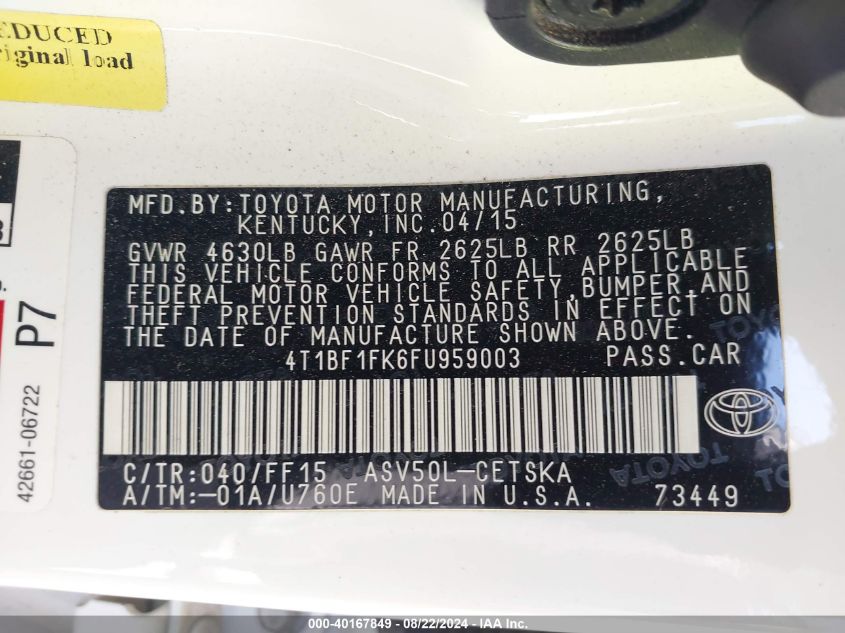 EDUCED
riginal load
P7
42661-06722
MFD.BY:TOYOTA MOTOR MANUFACTURING,
KENTUCKY,INC.04/15
GVWR 4630LB GAWR FR 2625LB RR 2625LB
THIS VEHICLE CONFORMS TO ALL APPLICABLE
FEDERAL MOTOR VEHICLE SAFETY,BUMPER,AND
THEFT PREVENTION STANDARDS IN EFFECT ON
THE DATE OF MANUFACTURE SHOWN ABOVE.
4T1BF1FK6FU959003 PASS.CAR
C/TR:040/FF15 ASV50L-CETSKA
A/TM:-01A/U760E MADE IN U.S.A. 73449
000-40167849 - 08/22/2024 - IAA Inc.